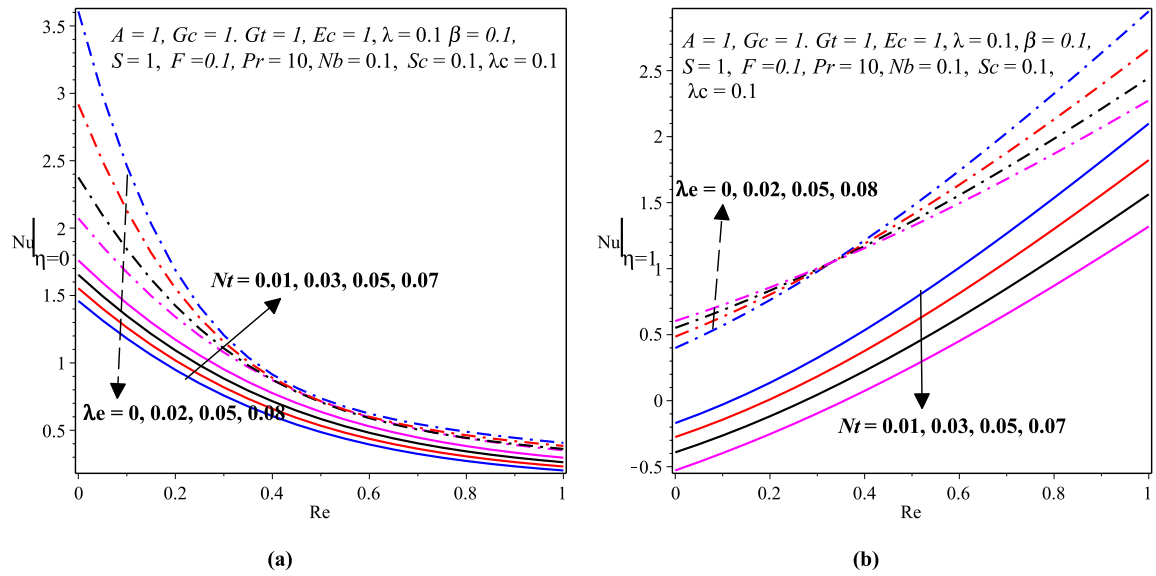 3.5
3
2.5
2
1.5
1
0.5
A = 1, Gc = 1. Gt = 1, Ec = 1, λ = 0.1 β = 0.1,
S = 1, F =0.1, Pr = 10, Nb = 0.1, Sc = 0.1, λc = 0.1
Nu|η=0
Nt = 0.01, 0.03, 0.05, 0.07
λe = 0, 0.02, 0.05, 0.08
0 0.2 0.4 0.6 0.8 1
Re
(a)
2.5
2
1.5
1
0.5
0
-0.5
A = 1, Gc = 1. Gt = 1, Ec = 1, λ = 0.1, β = 0.1,
S = 1, F =0.1, Pr = 10, Nb = 0.1, Sc = 0.1,
λc = 0.1
λe = 0, 0.02, 0.05, 0.08
Nu|η=1
Nt = 0.01, 0.03, 0.05, 0.07
0 0.2 0.4 0.6 0.8 1
Re
(b)